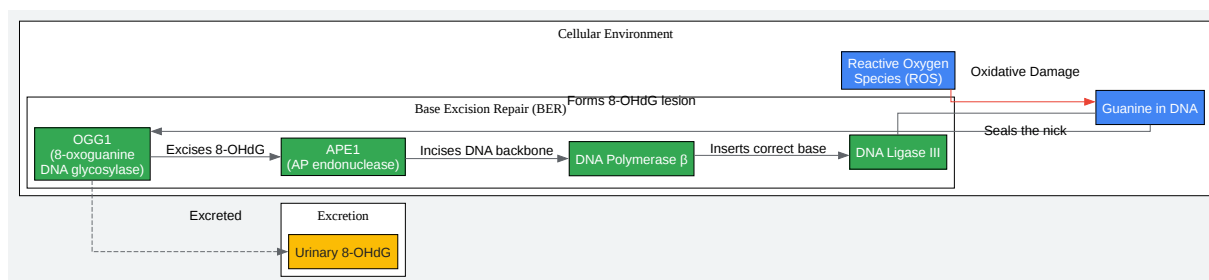 Cellular Environment
Reactive Oxygen
Species (ROS)
Oxidative Damage
Guanine in DNA
Base Excision Repair (BER)
Forms 8-OHdG lesion
Seals the nick
OGG1
(8-oxoguanine
DNA glycosylase)
Excises 8-OHdG
APE1
(AP endonuclease)
Incises DNA backbone
DNA Polymerase β
Inserts correct base
DNA Ligase III
Excreted
Excretion
Urinary 8-OHdG